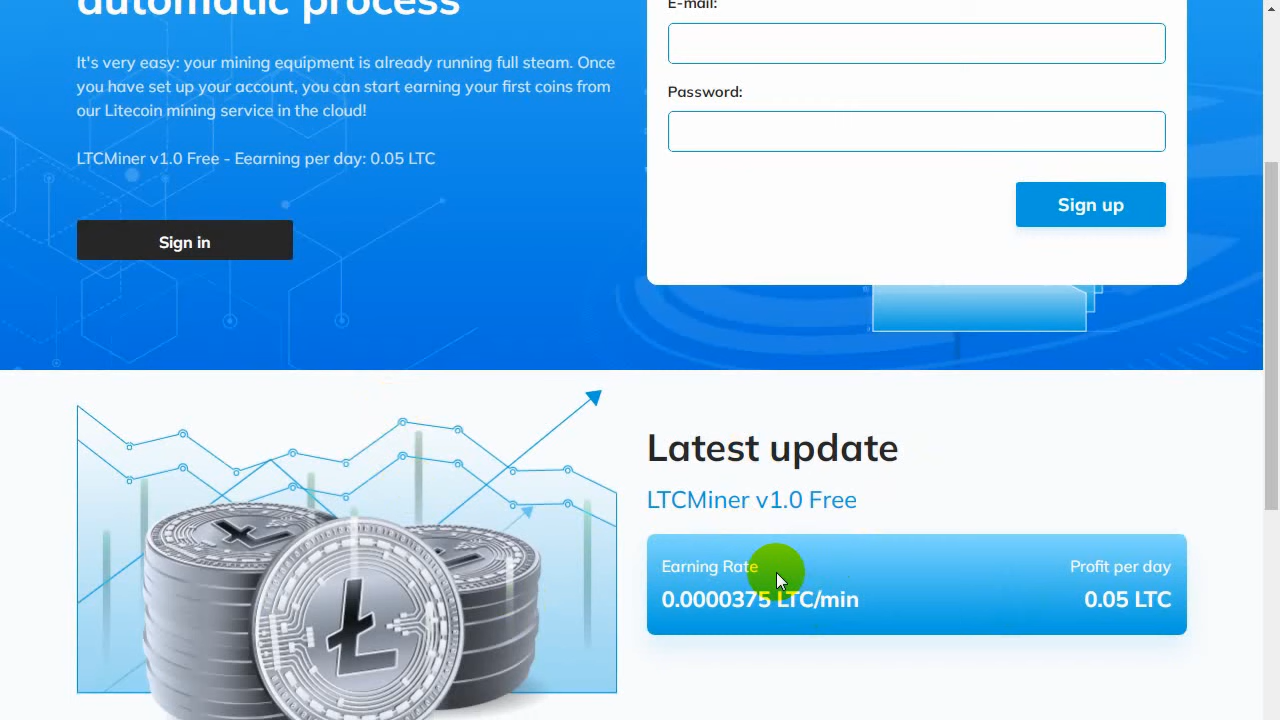 automatic process
It's very easy: your mining equipment is already running full steam. Once
you have set up your account, you can start earning your first coins from
our Litecoin mining service in the cloud!
LTCMiner v1.0 Free - Eearning per day: 0.05 LTC
Sign in
E-mail:
Password:
Sign up
Latest update
LTCMiner v1.0 Free
Earning Rate
Profit per day
0.0000375 LTC/min
0.05 LTC